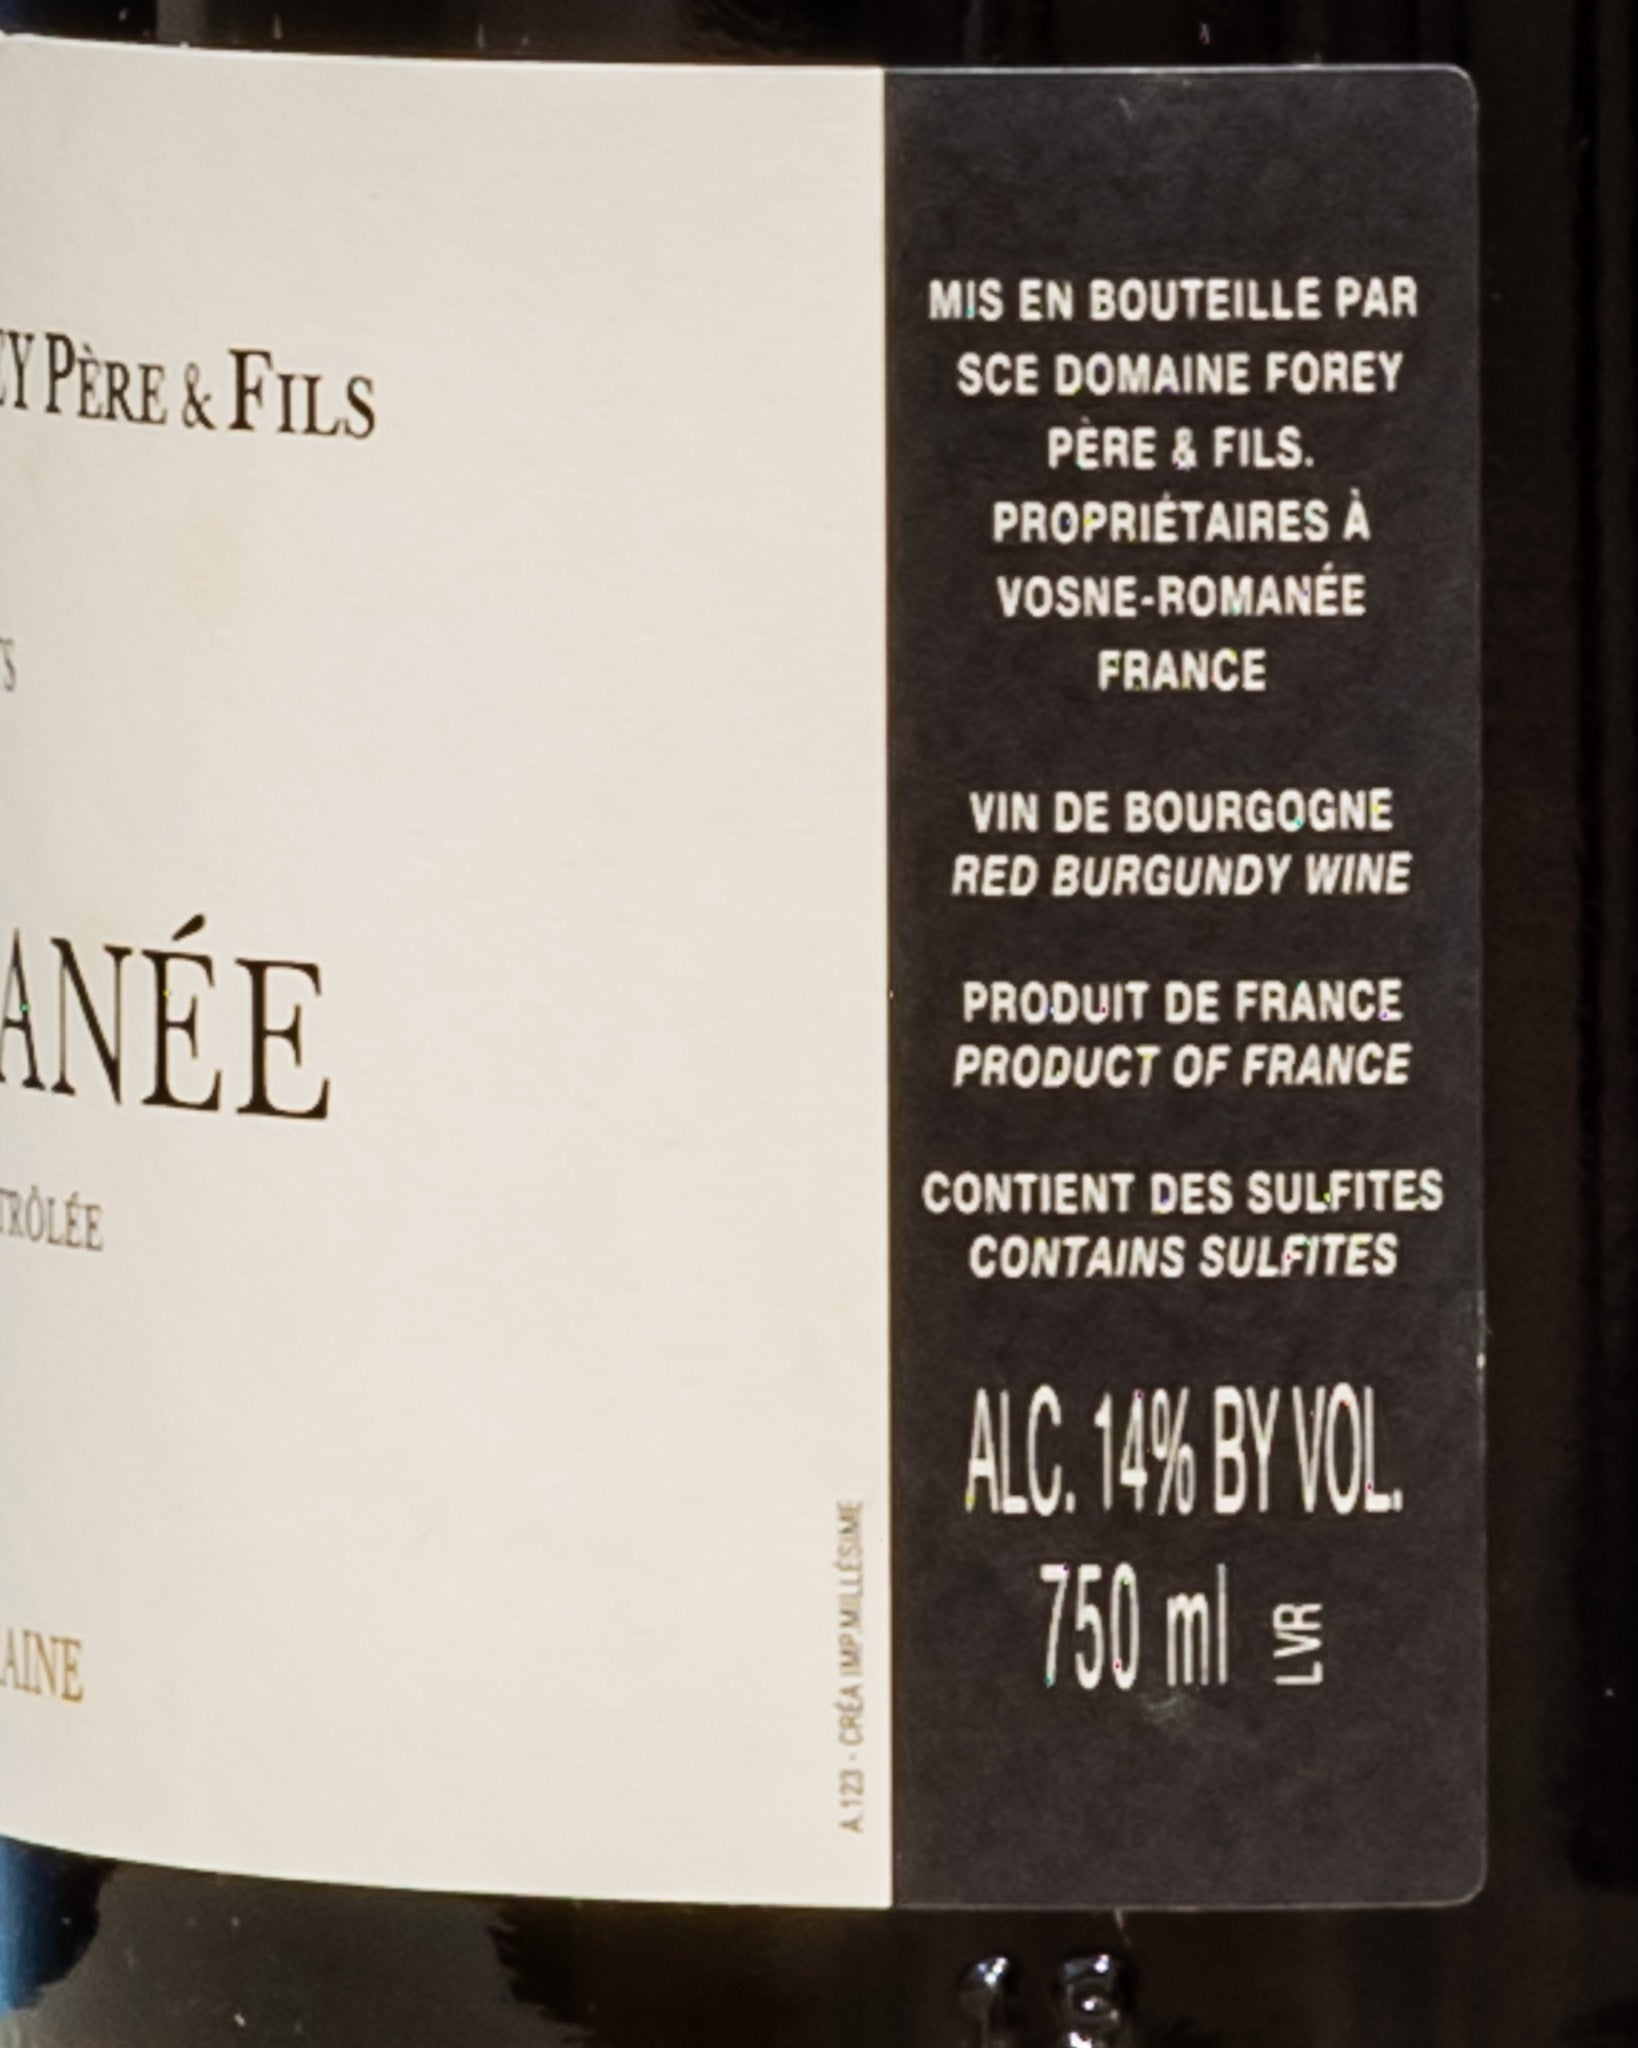 PÈRE & FILS
ANÉE
TRÔLÉE
AINE
A.123 - CRÉA IMP.MILLÉSIME
MIS EN BOUTEILLE PAR
SCE DOMAINE FOREY
PÈRE & FILS.
PROPRIÉTAIRES À
VOSNE-ROMANÉE
FRANCE
VIN DE BOURGOGNE
RED BURGUNDY WINE
PRODUIT DE FRANCE
PRODUCT OF FRANCE
CONTIENT DES SULFITES
CONTAINS SULFITES
ALC. 14% BY VOL.
750 ml LVR